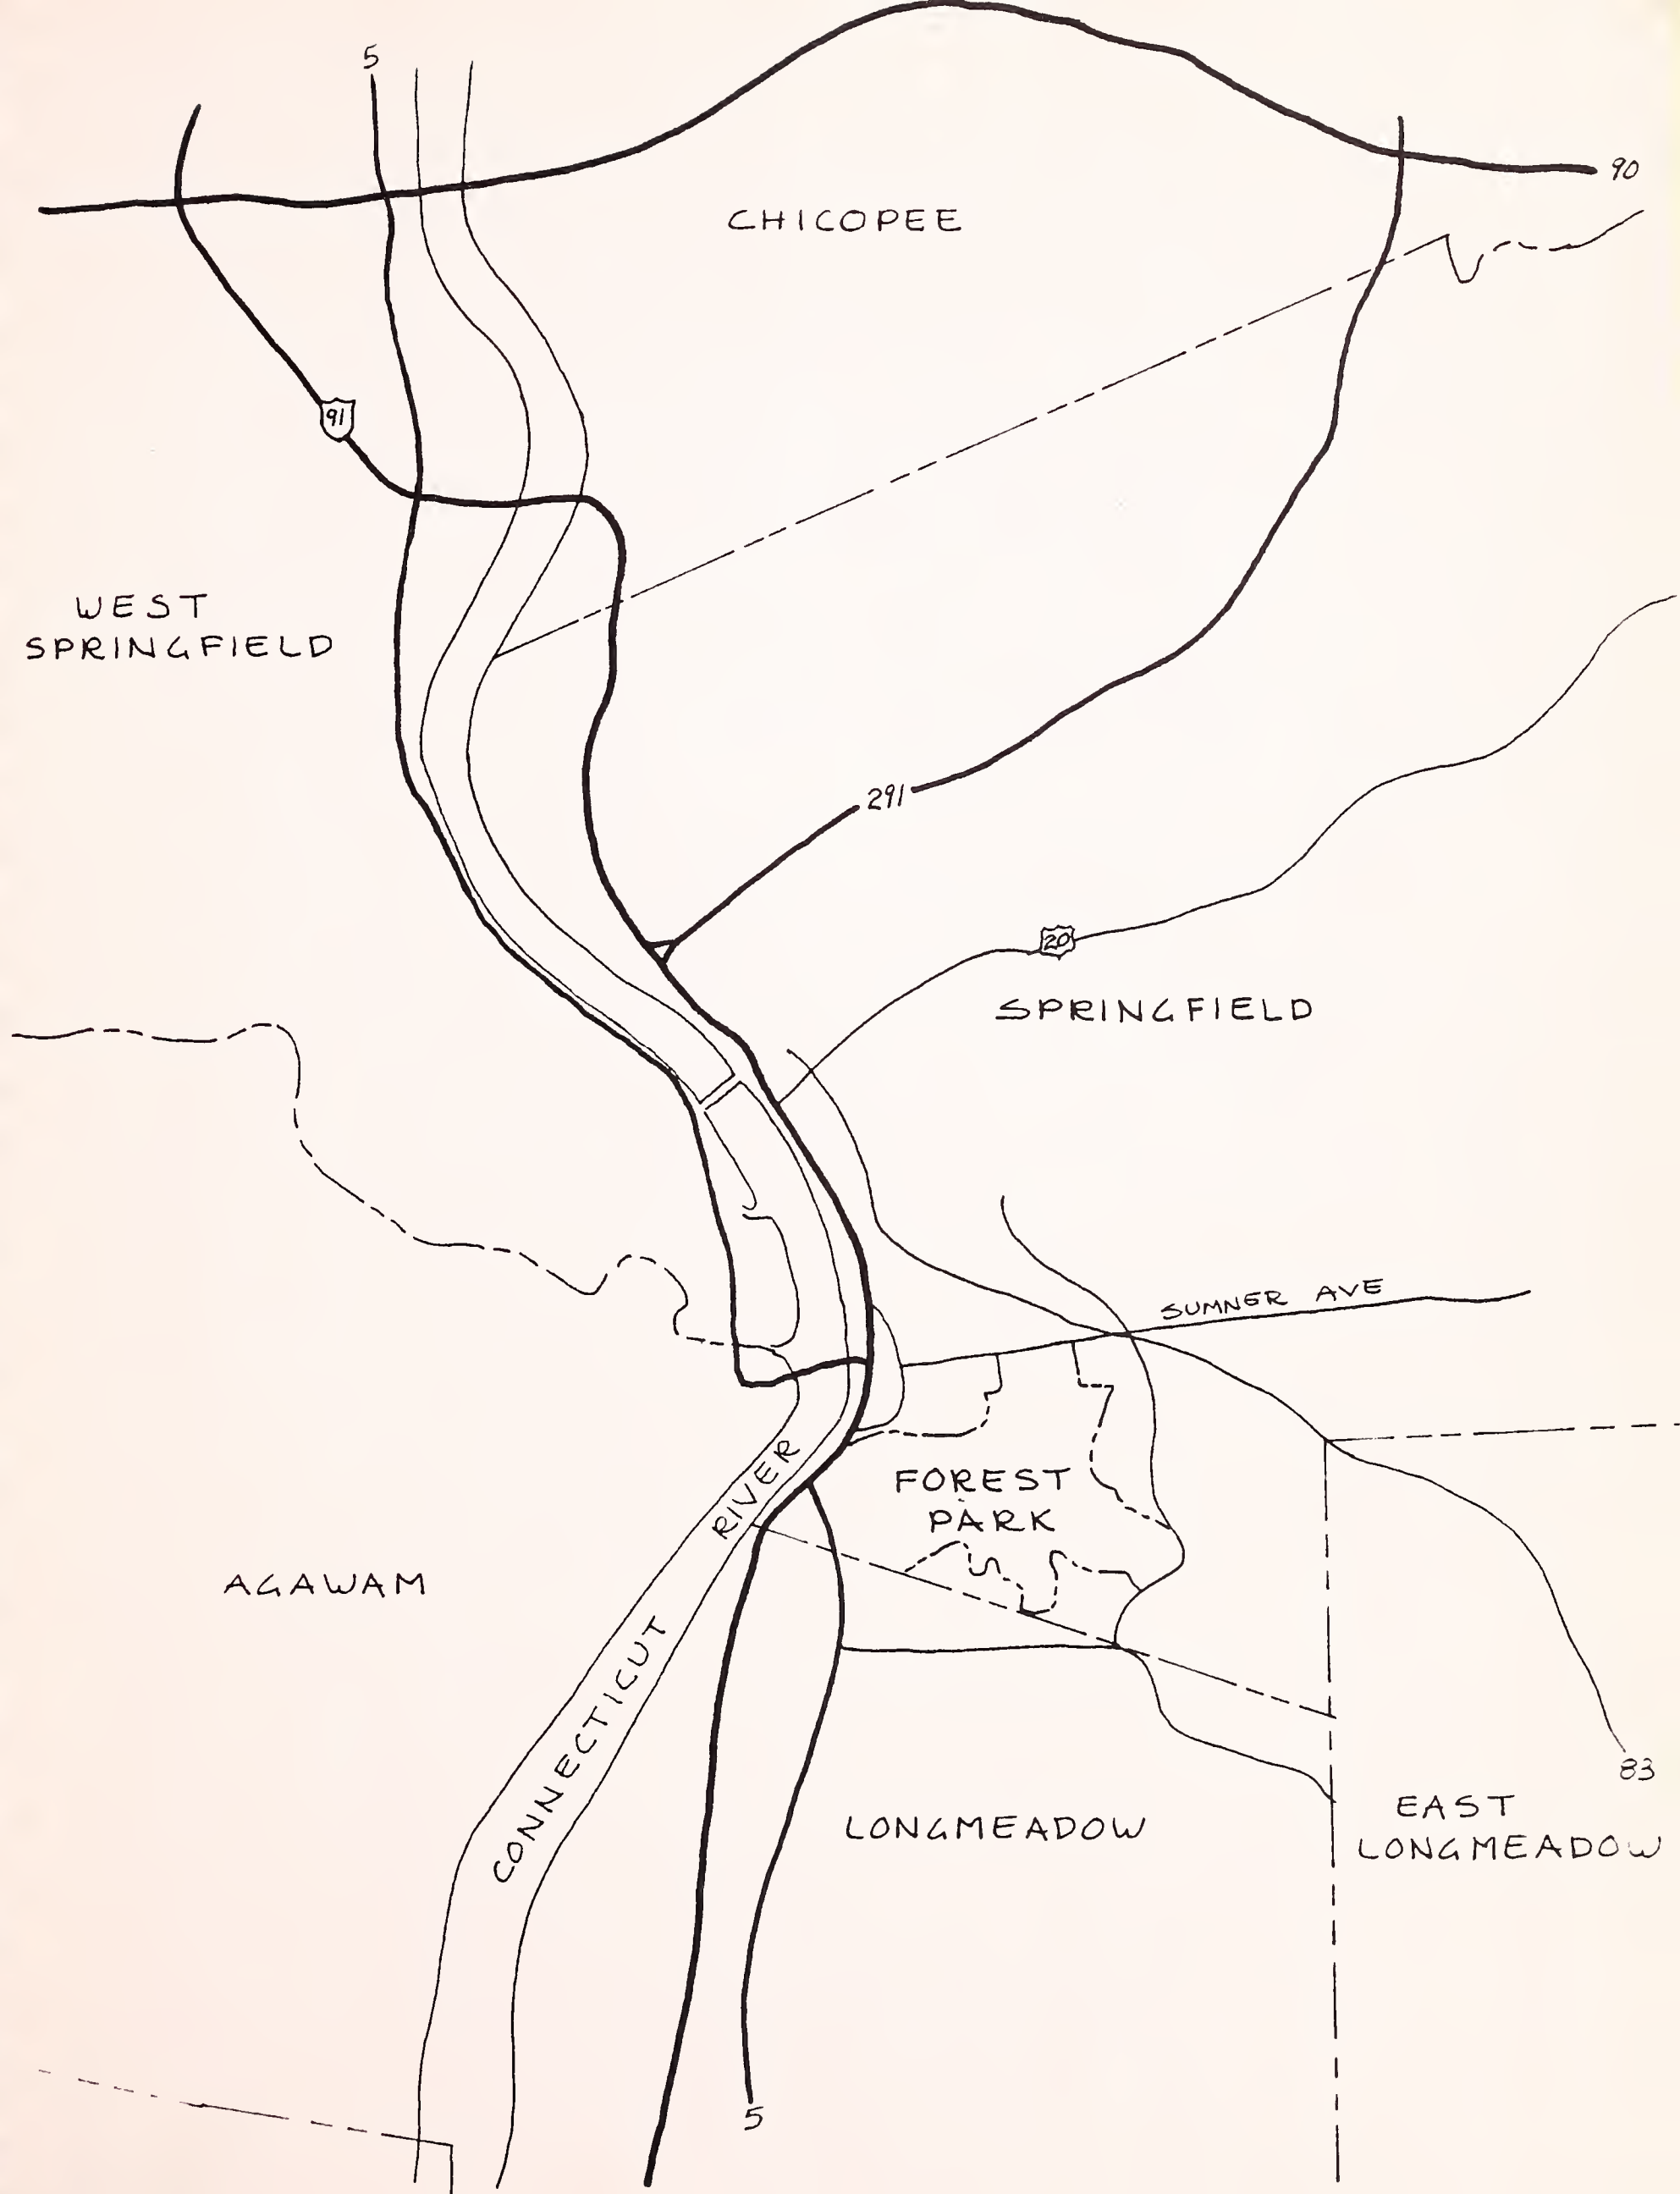 5
90
CHICOPEE
91
WEST
SPRINGFIELD
291
20
SPRINGFIELD
SUMNER AVE
FOREST
PARK
CONNECTICUT RIVER
AGAWAM
83
LONGMEADOW
EAST
LONGMEADOW
5